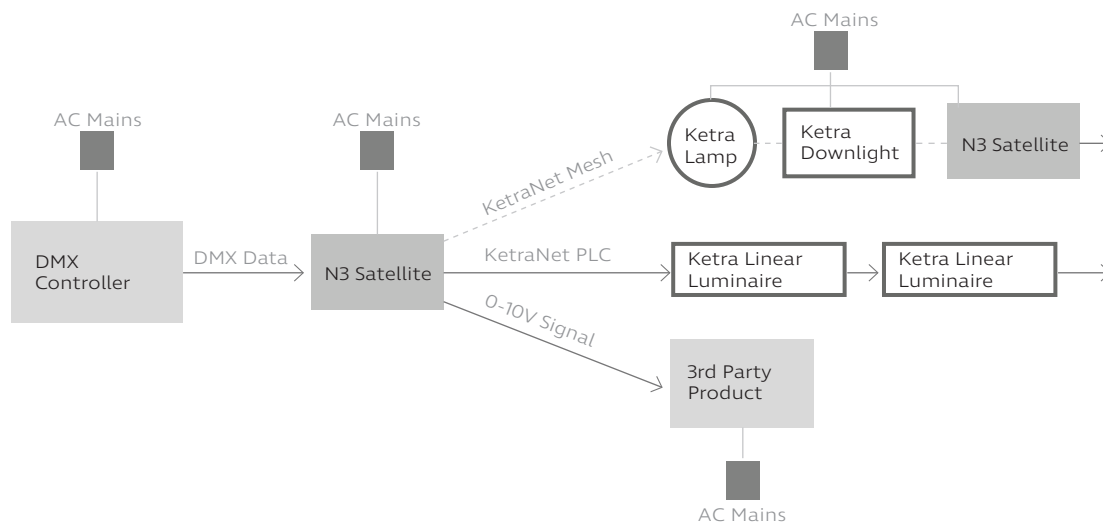 AC Mains
AC Mains
AC Mains
Ketra
Lamp
Ketra
Downlight
N3 Satellite
KetraNet Mesh
DMX
Controller
DMX Data
N3 Satellite
KetraNet PLC
Ketra Linear
Luminaire
Ketra Linear
Luminaire
0-10V Signal
3rd Party
Product
AC Mains